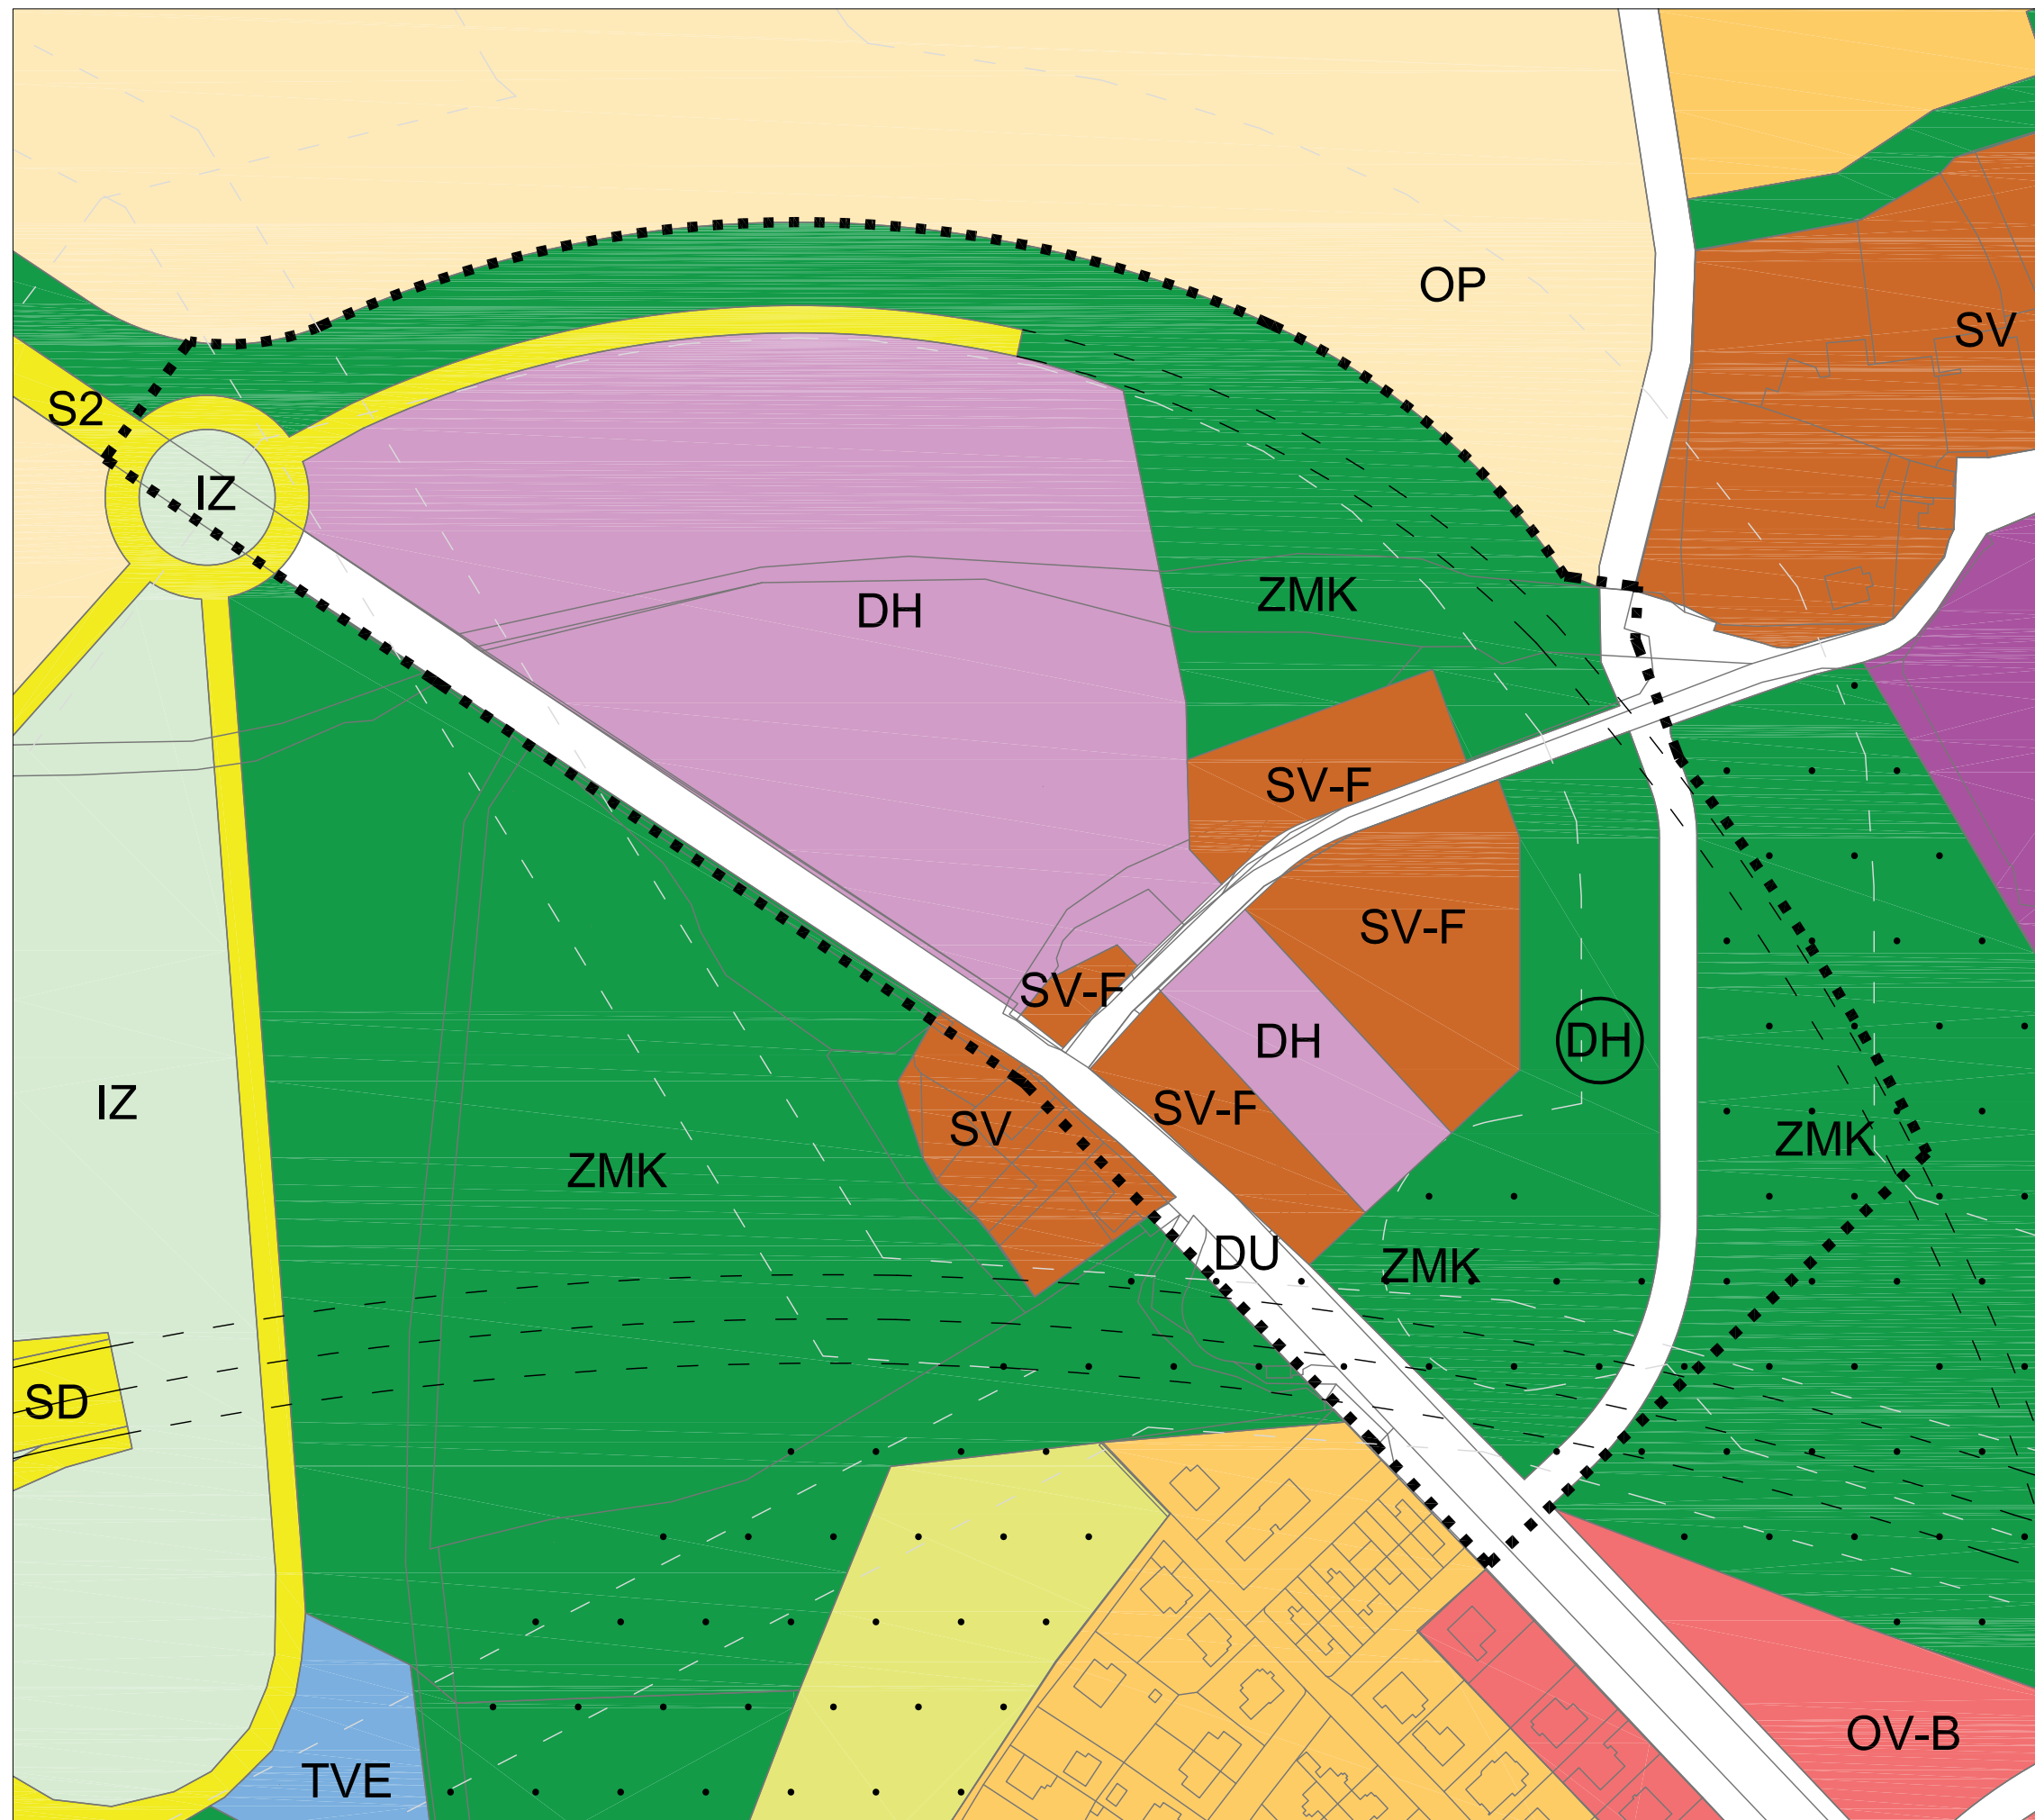 OP
SV
S2
IZ
ZMK
DH
SV-F
SV-F
SV-F
DH
DH
IZ
SV-F
SV
ZMK
ZMK
DU
ZMK
SD
OV-B
TVE